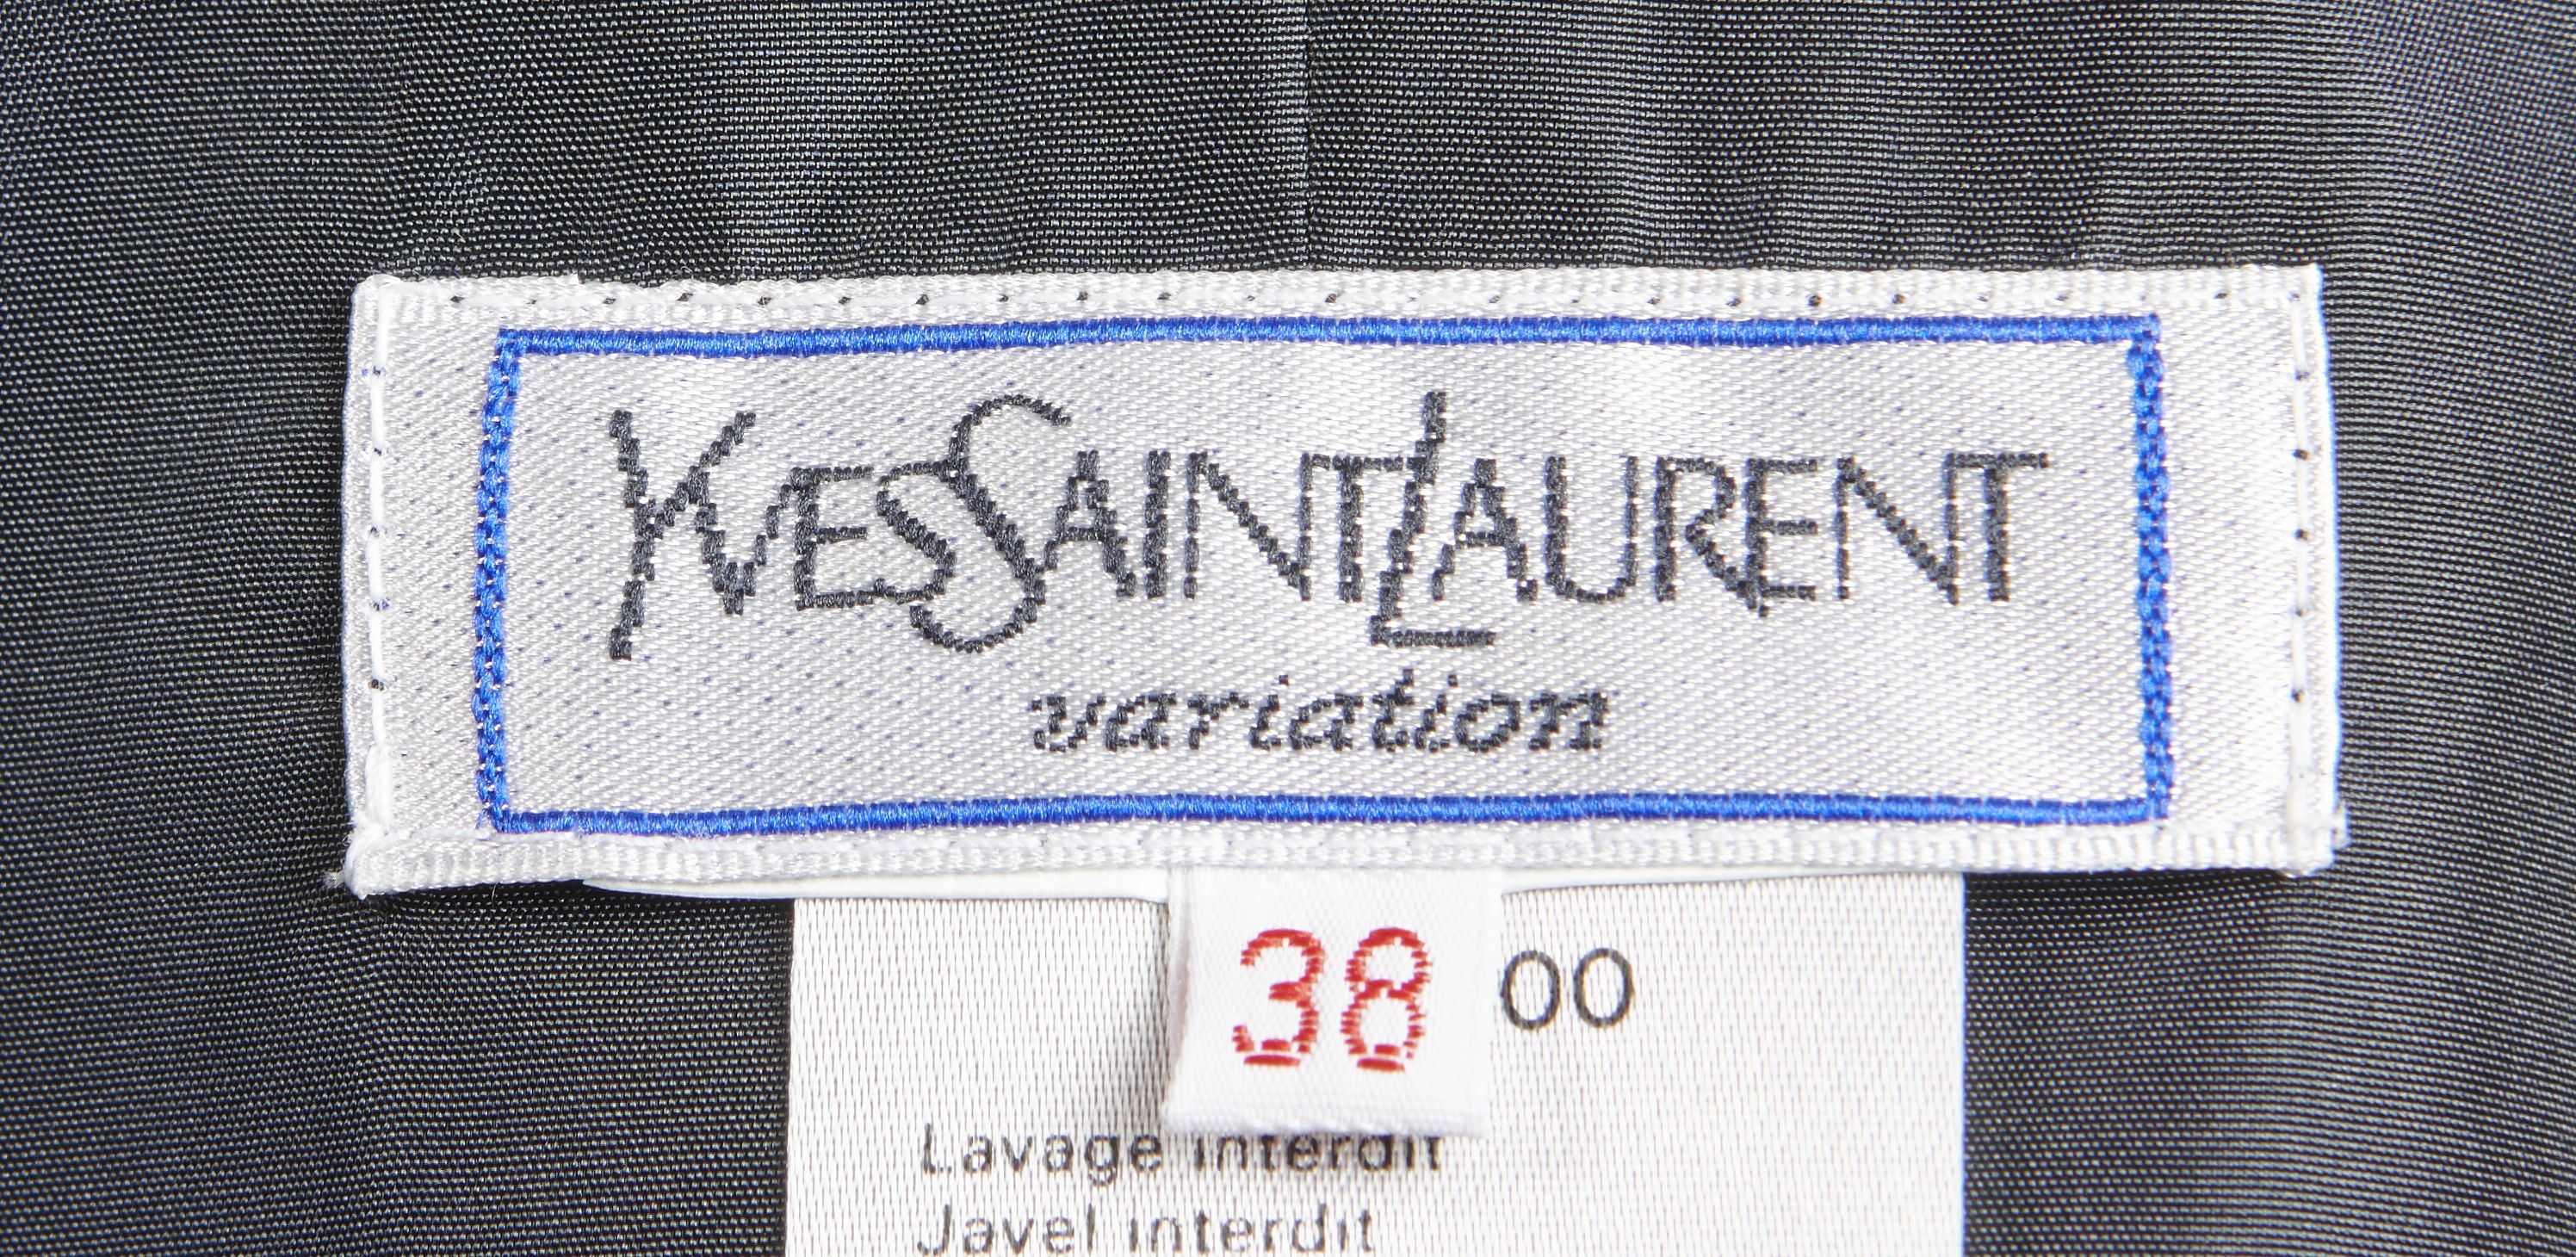 YVESSAINTLAURENT
variation
38
00
Lavage interdit
Javel interdit